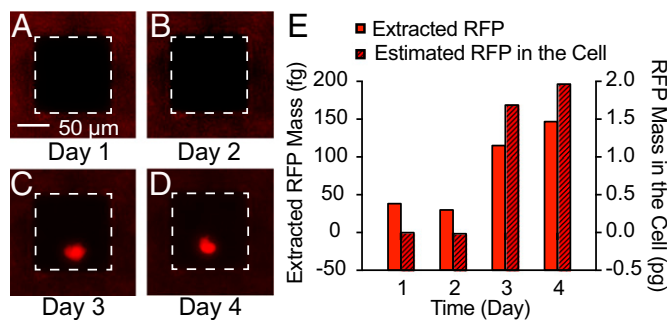 A
B
50 μm
Day 1
Day 2
C
D
Day 3
Day 4
E
Extracted RFP
Estimated RFP in the Cell
Extracted RFP Mass (fg)
200
150
100
50
0
-50
1
2
3
4
Time (Day)
2.0
1.5
1.0
0.5
0.0
-0.5
RFP Mass in
the Cell (pg)